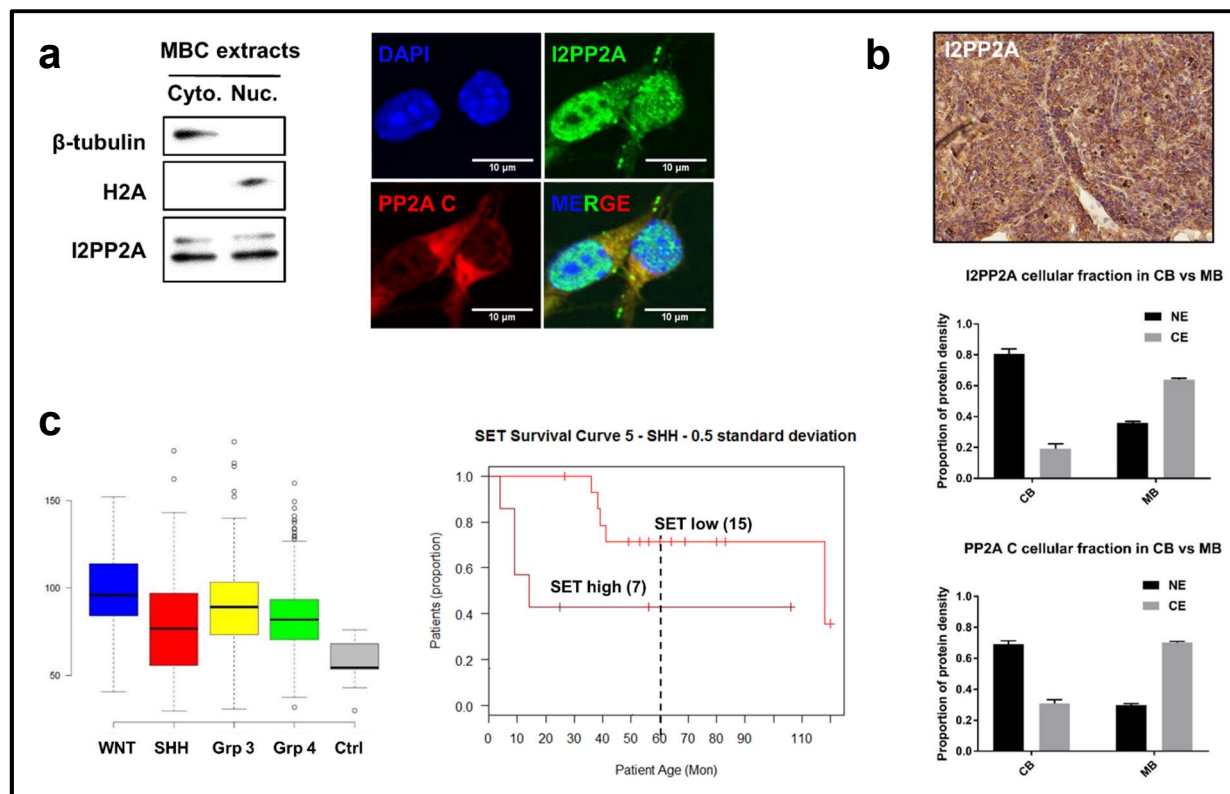 a
MBC extracts
Cyto. Nuc.
β-tubulin
H2A
I2PP2A
DAPI
I2PP2A
10 µm
10 µm
PP2A C
MERGE
10 µm
10 µm
b
I2PP2A
I2PP2A cellular fraction in CB vs MB
NE
CE
Proportion of protein density
1.0
0.8
0.6
0.4
0.2
0.0
CB
MB
PP2A C cellular fraction in CB vs MB
NE
CE
Proportion of protein density
1.0
0.8
0.6
0.4
0.2
0.0
CB
MB
c
150
100
50
WNT SHH Grp 3 Grp 4 Ctrl
SET Survival Curve 5 - SHH - 0.5 standard deviation
Patients (proportion)
1.0
0.8
0.6
0.4
0.2
0.0
SET low (15)
SET high (7)
0 10 20 30 40 50 60 70 80 90 110
Patient Age (Mon)